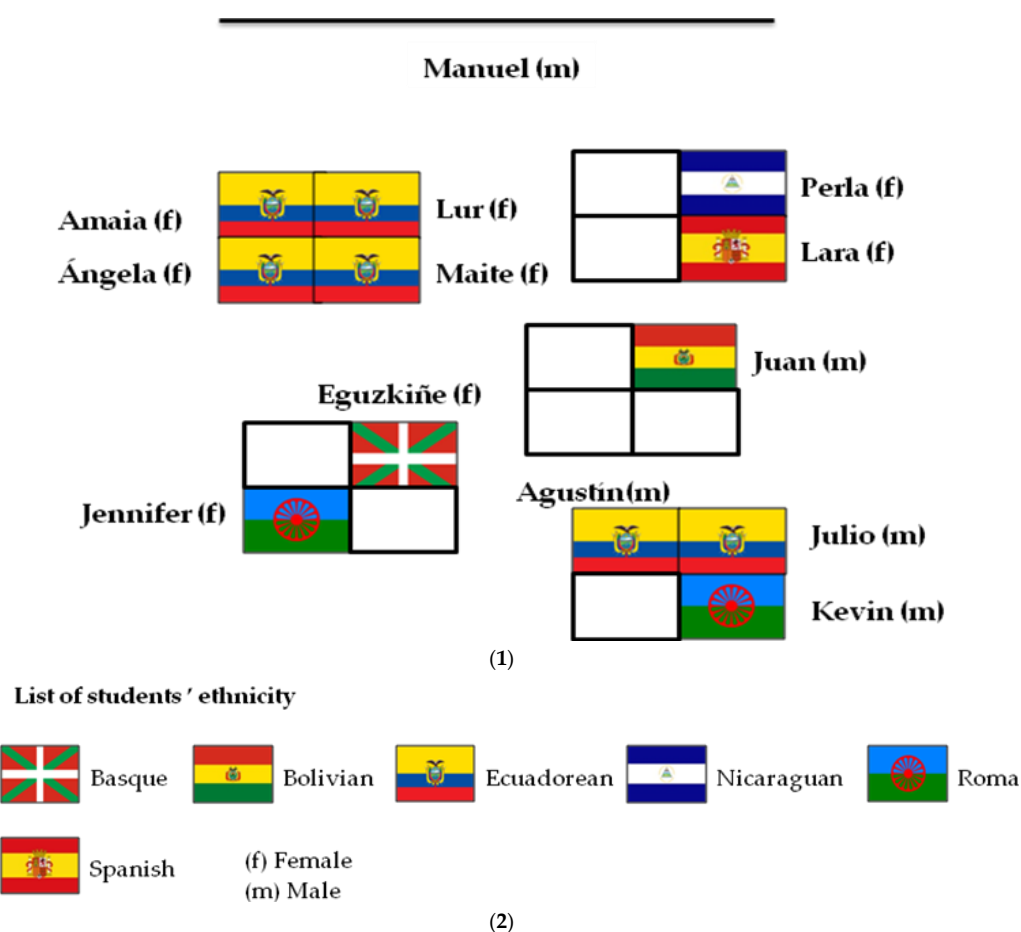 Manuel (m)
Perla (f)
Amaia (f)
Lur (f)
Lara (f)
Ángela (f)
Maite (f)
Juan (m)
Eguzkiñe (f)
Agustín(m)
Jennifer (f)
Julio (m)
Kevin (m)
(1)
List of students ' ethnicity
Basque
Bolivian
Ecuadorean
Nicaraguan
Roma
Spanish
(f) Female
(m) Male
(2)